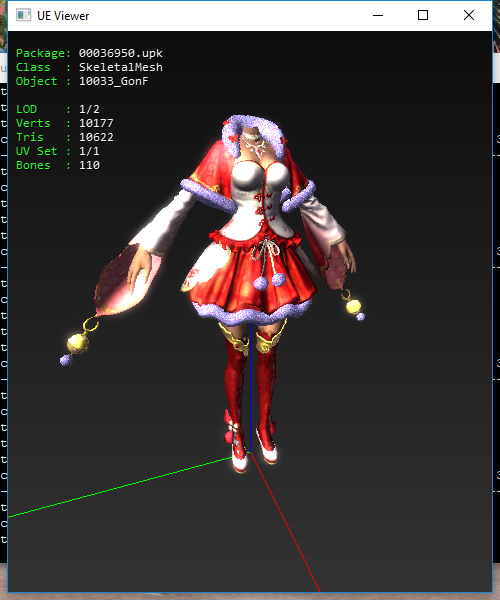 UE Viewer
Package: 00036950.upk
Class : SkeletalMesh
Object : 10033_GonF
LOD : 1/2
Verts : 10177
Tris : 10622
UV Set : 1/1
Bones : 110